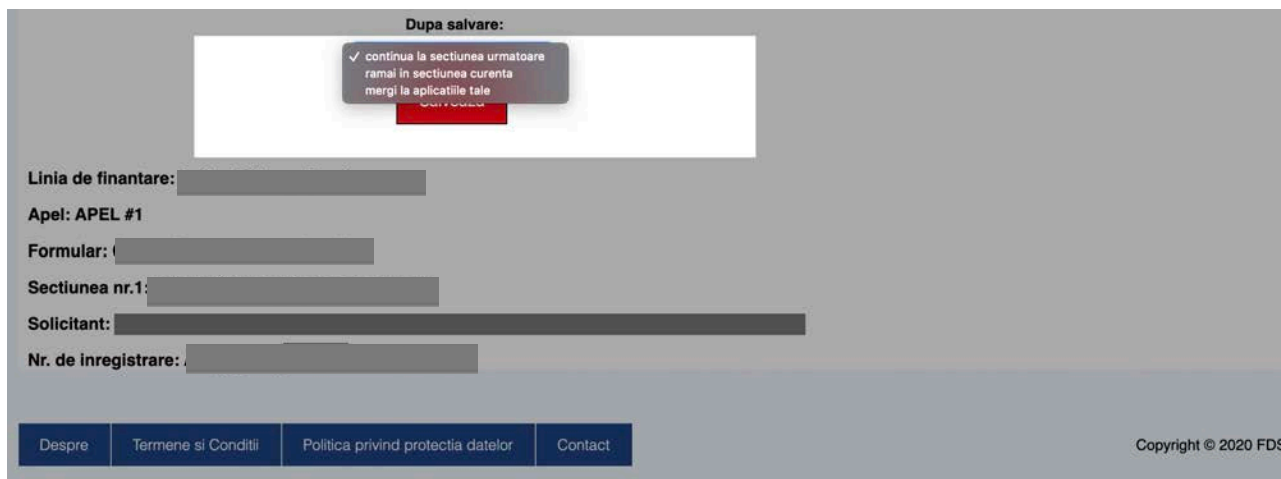 Dupa salvare:
✓ continua la sectiunea urmatoare
ramai in sectiunea curenta
mergi la aplicatiile tale
Linia de finantare:
Apel: APEL #1
Formular:
Sectiunea nr.1:
Solicitant:
Nr. de inregistrare:
Despre
Termene si Conditii
Politica privind protectia datelor
Contact
Copyright © 2020 FDS